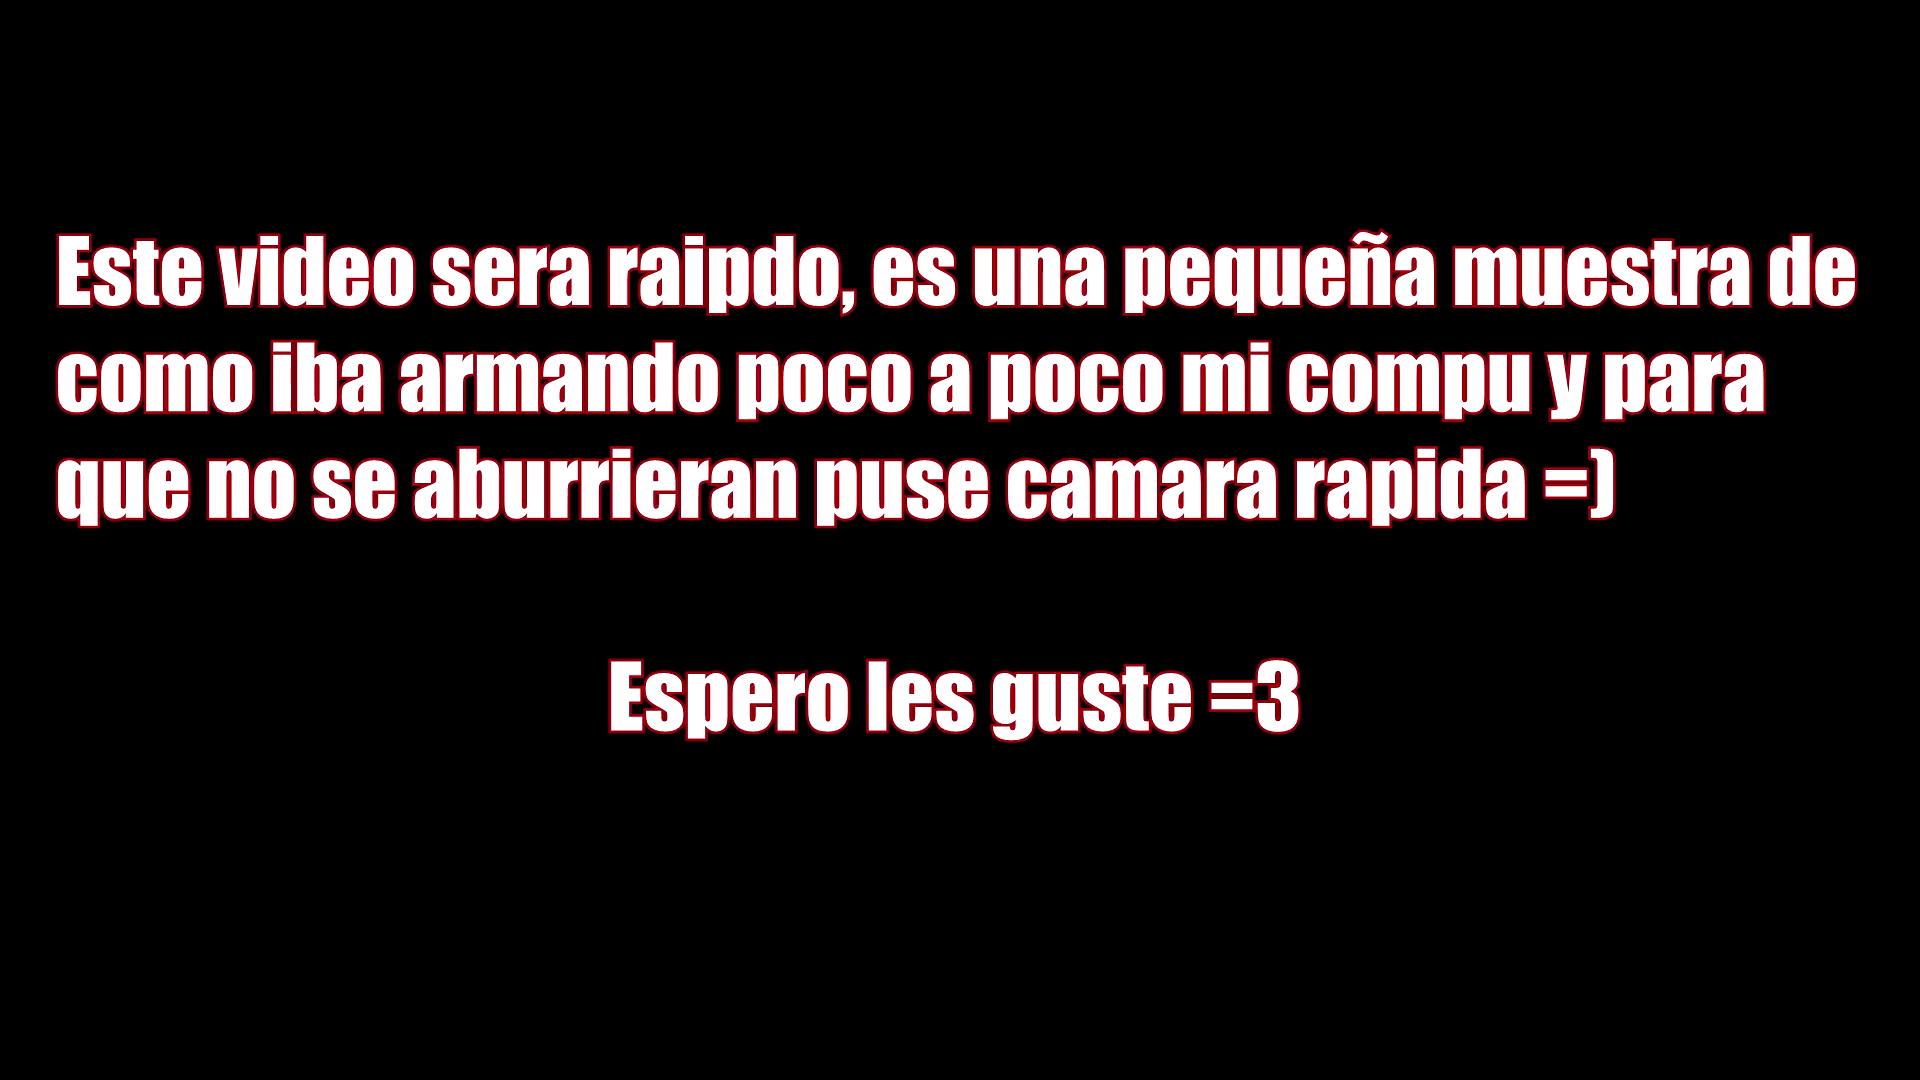 Este video sera raipdo, es una pequeña muestra de
como iba armando poco a poco mi compu y para
que no se aburrieran puse camara rapida =)
Espero les guste =3